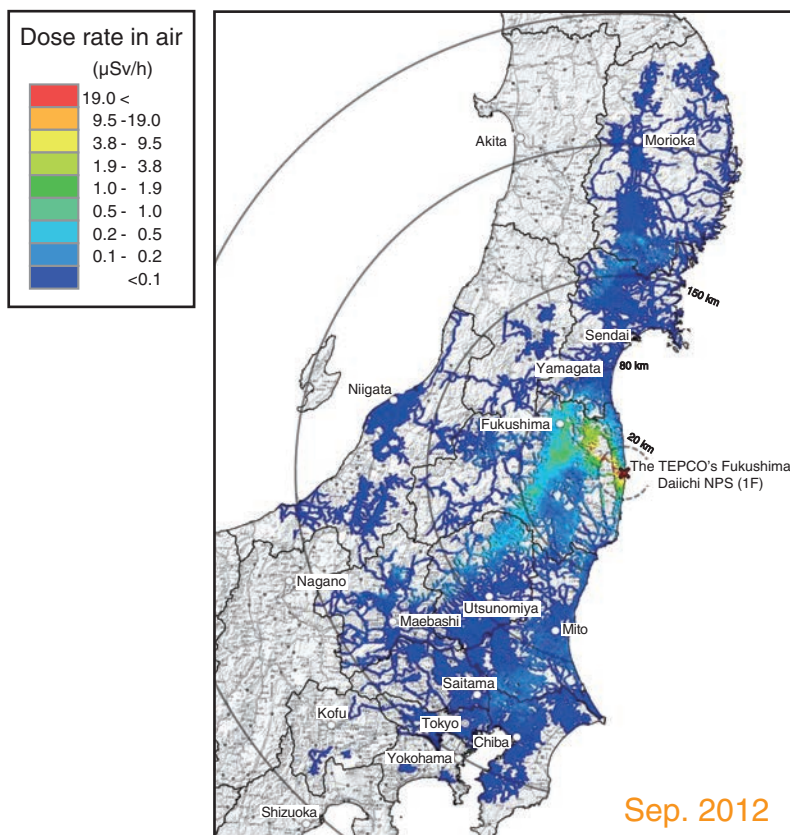 Dose rate in air
(μSv/h)
19.0 <
9.5 -19.0
3.8 - 9.5
1.9 - 3.8
1.0 - 1.9
0.5 - 1.0
0.2 - 0.5
0.1 - 0.2
<0.1
Akita
Morioka
150 km
Sendai
Yamagata
80 km
Niigata
Fukushima
20 km
The TEPCO's Fukushima
Daiichi NPS (1F)
Nagano
Utsunomiya
Maebashi
Mito
Saitama
Kofu
Tokyo
Chiba
Yokohama
Shizuoka
Sep. 2012